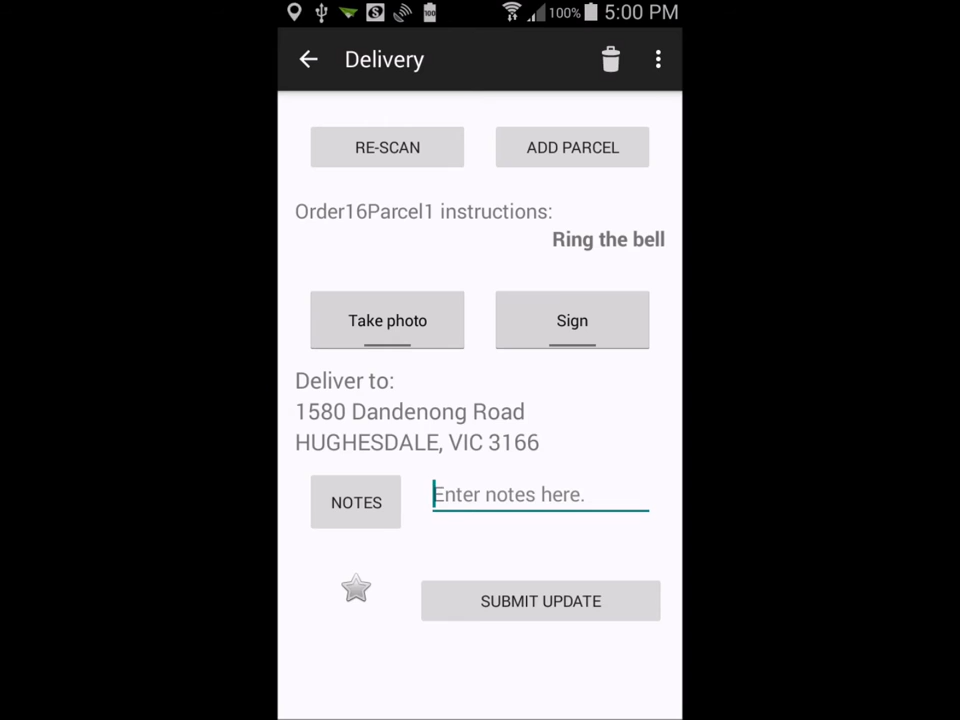 100% 5:00 PM
Delivery
RE-SCAN ADD PARCEL
Order16Parcel1 instructions:
Ring the bell
Take photo Sign
Deliver to:
1580 Dandenong Road
HUGHESDALE, VIC 3166
NOTES Enter notes here.
SUBMIT UPDATE